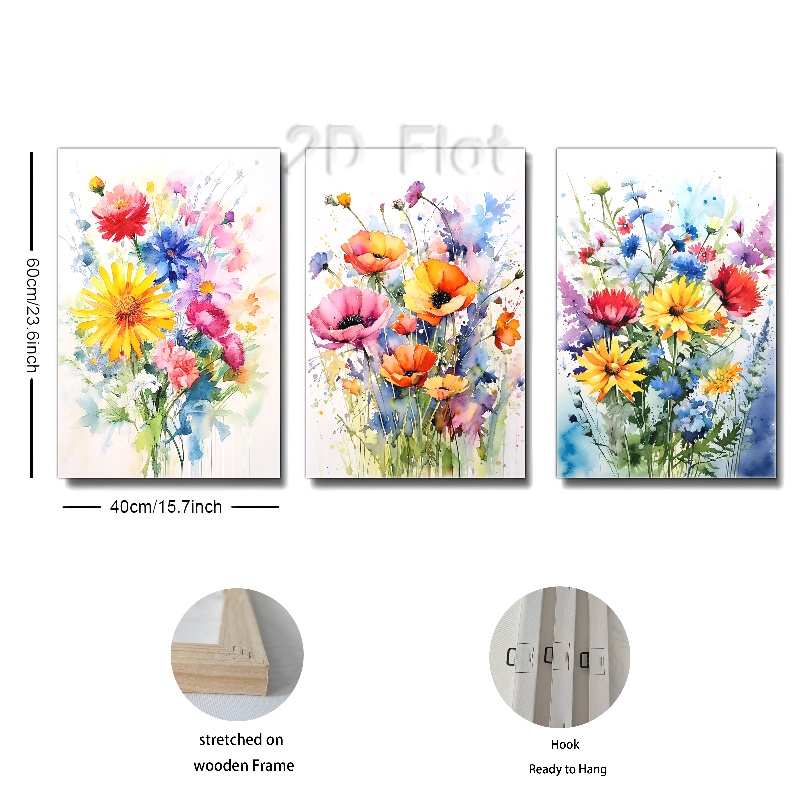 2D Flat
60cm/23.6inch
40cm/15.7inch
stretched on
wooden Frame
Hook
Ready to Hang